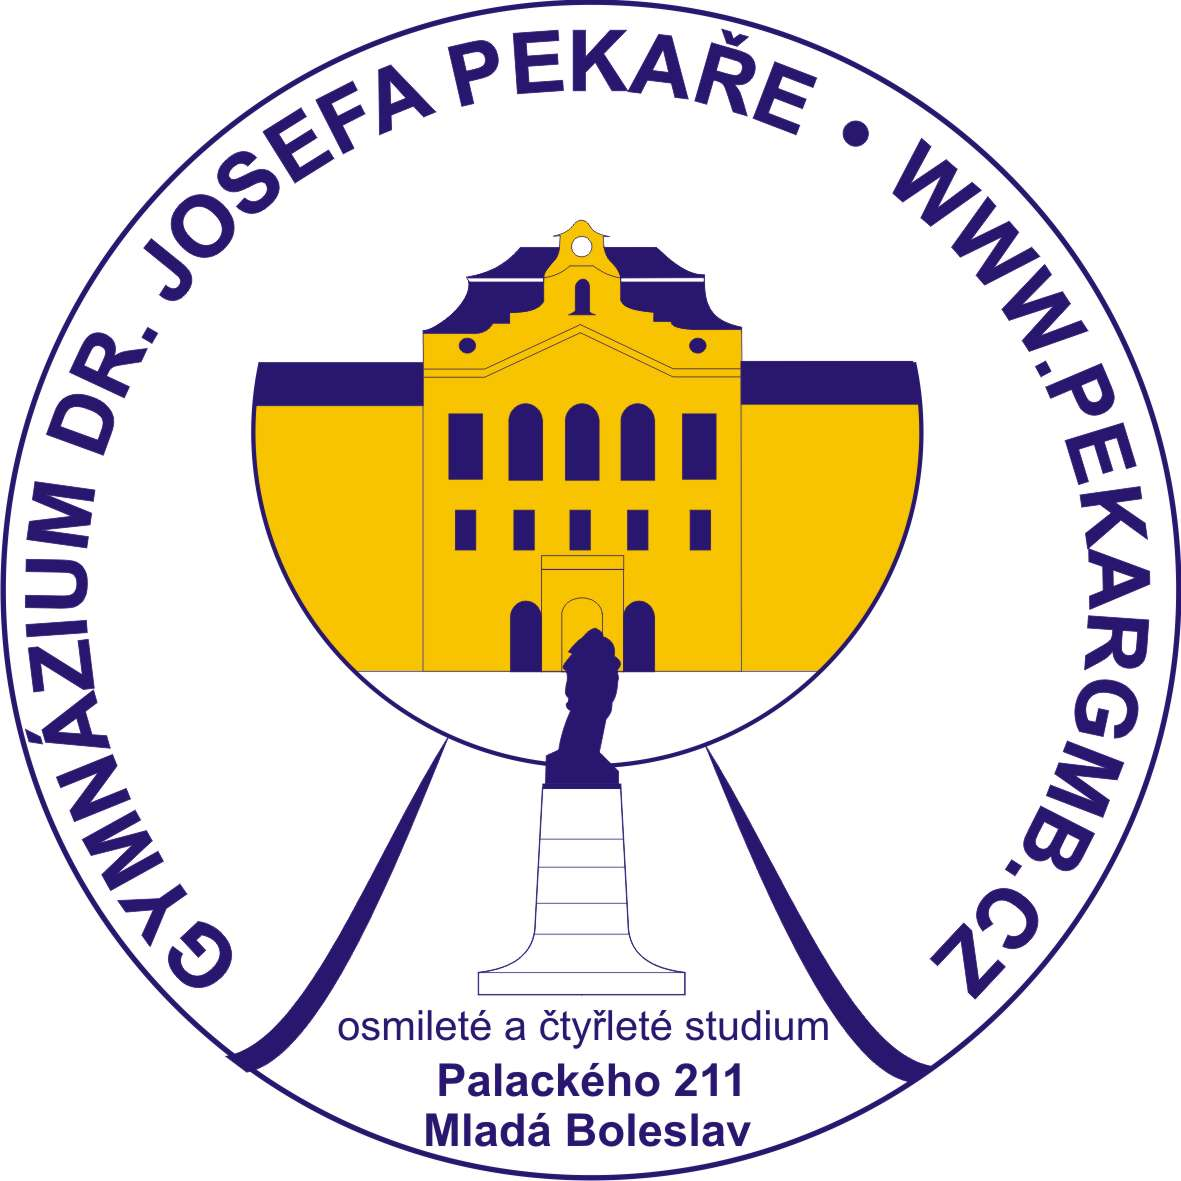 GYMNÁZIUM DR. JOSEFA PEKAŘE • WWW.PEKARGMB.CZ
osmileté a čtyřleté studium
Palackého 211
Mladá Boleslav